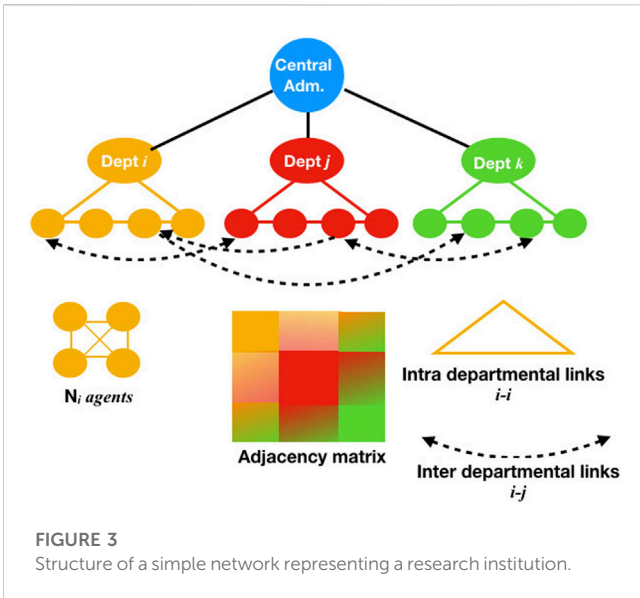 Central
Adm.
Dept i
Dept j
Dept k
Nᵢ agents
Adjacency matrix
Intra departmental links
i-i
Inter departmental links
i-j
FIGURE 3
Structure of a simple network representing a research institution.